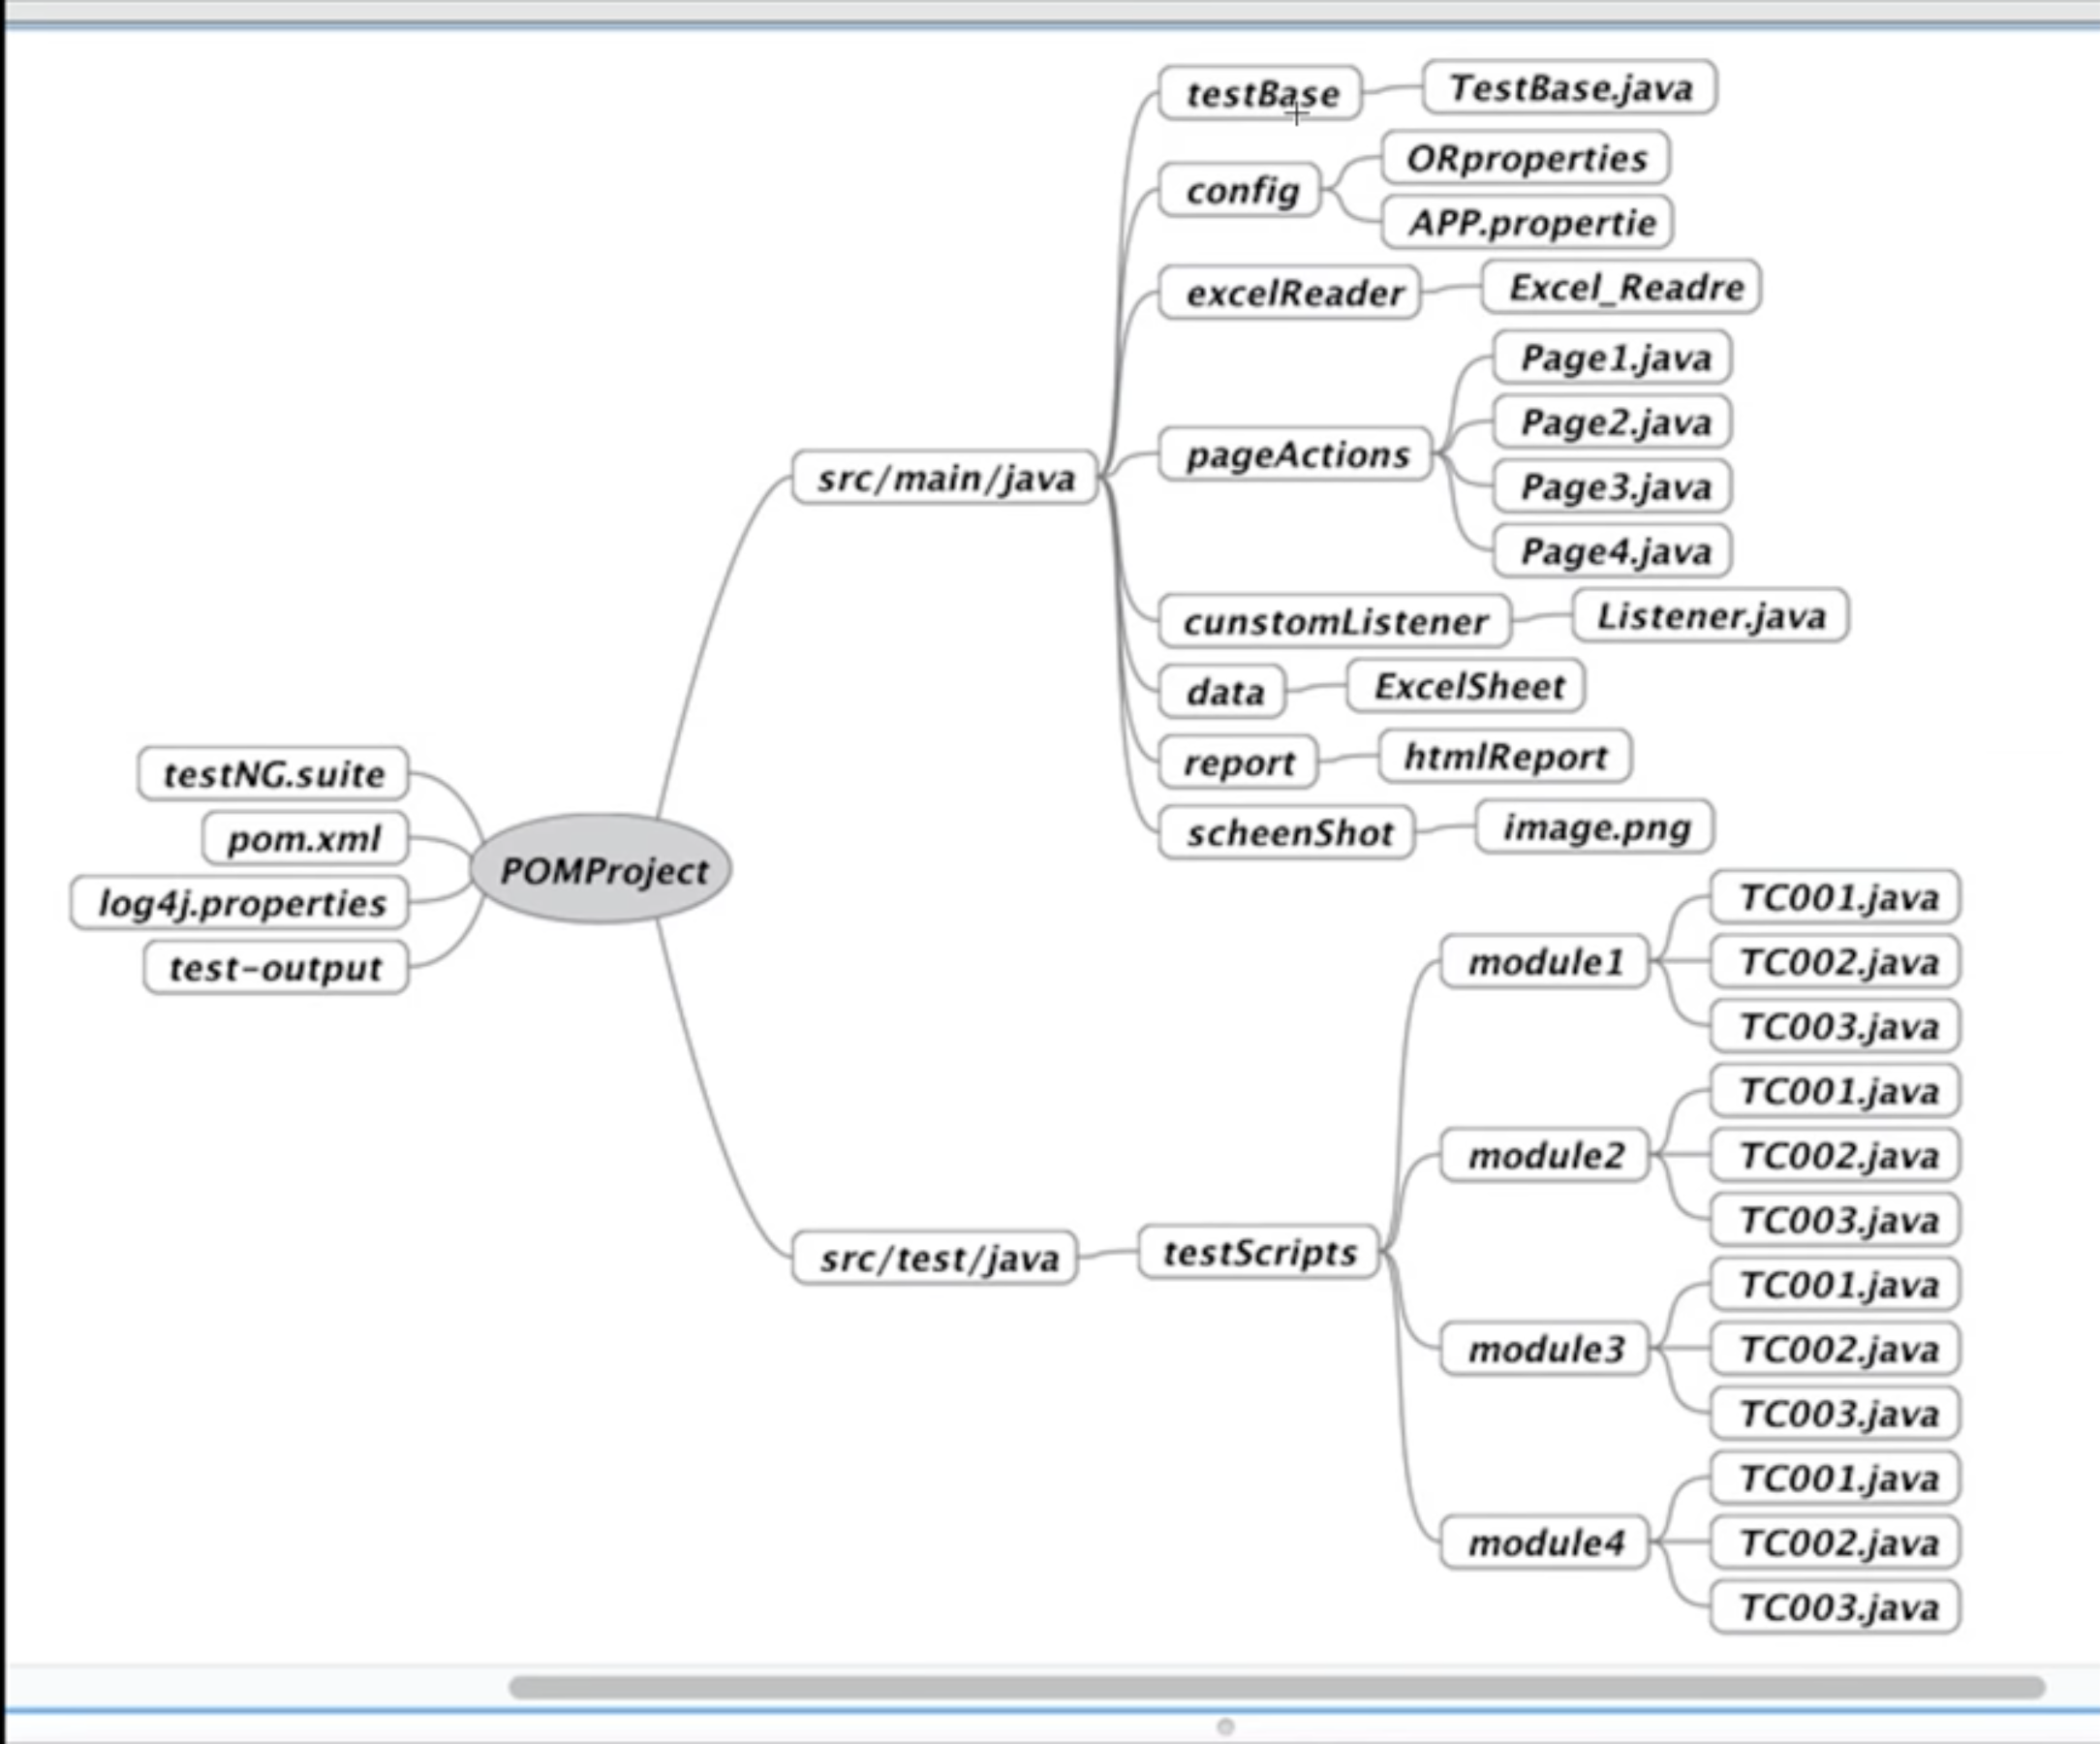 testBase
TestBase.java
config
ORproperties
APP.propertie
excelReader
Excel_Readre
pageActions
Page1.java
Page2.java
Page3.java
Page4.java
src/main/java
cunstomListener
Listener.java
data
ExcelSheet
report
htmlReport
scheenShot
image.png
testNG.suite
pom.xml
log4j.properties
test-output
POMProject
src/test/java
testScripts
module1
TC001.java
TC002.java
TC003.java
module2
TC001.java
TC002.java
TC003.java
module3
TC001.java
TC002.java
TC003.java
module4
TC001.java
TC002.java
TC003.java